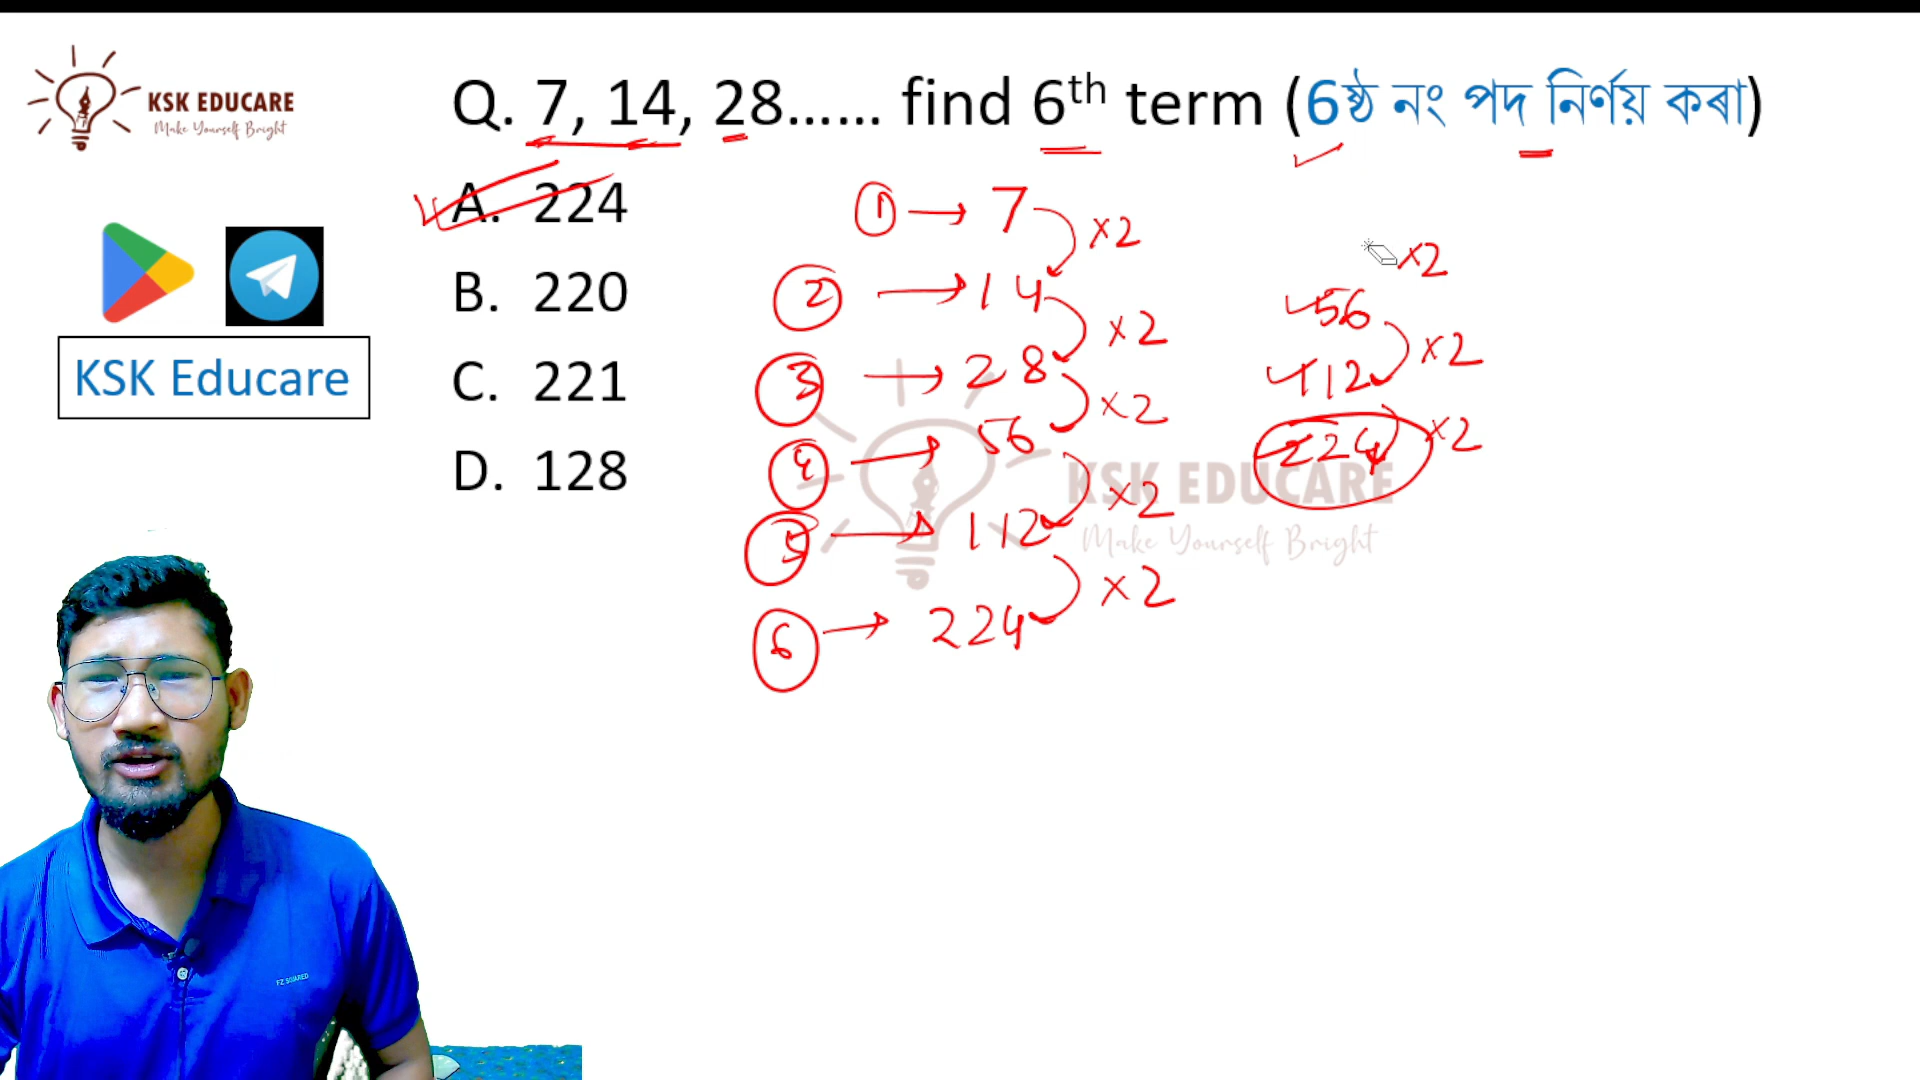 KSK EDUCARE
Make Yourself Bright
Q. 7, 14, 28...... find 6th term (6ষ্ঠ নং পদ নিৰ্ণয় কৰা)
A. 224
B. 220
C. 221
D. 128
KSK Educare
1 → 7 ×2
2 → 14 ×2
3 → 28 ×2
4 → 56 ×2
5 → 112 ×2
6 → 224
×2
56 ×2
112 ×2
224
KSK EDUCARE
Make Yourself Bright
FZ SQUARED